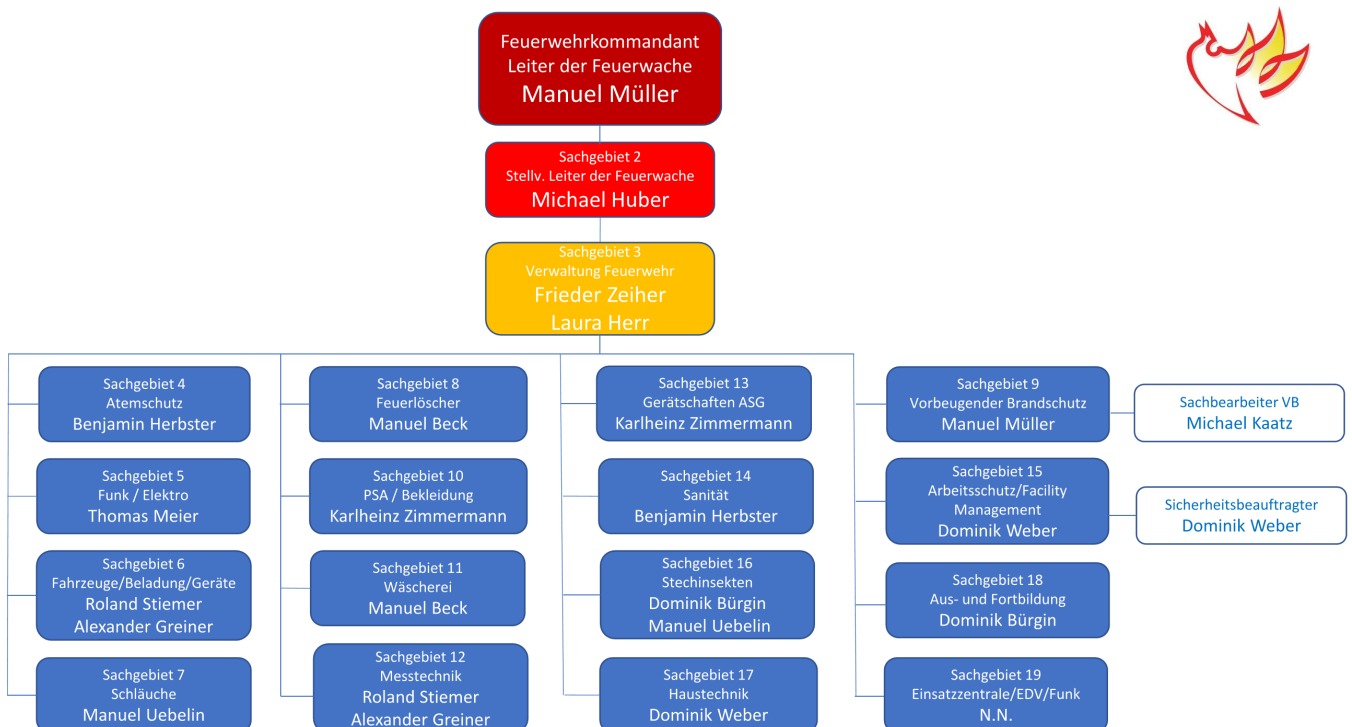 Feuerwehrkommandant
Leiter der Feuerwache
Manuel Müller
Sachgebiet 2
Stellv. Leiter der Feuerwache
Michael Huber
Sachgebiet 3
Verwaltung Feuerwehr
Frieder Zeiher
Laura Herr
Sachgebiet 4
Atemschutz
Benjamin Herbster
Sachgebiet 5
Funk / Elektro
Thomas Meier
Sachgebiet 6
Fahrzeuge/Beladung/Geräte
Roland Stiemer
Alexander Greiner
Sachgebiet 7
Schläuche
Manuel Uebelin
Sachgebiet 8
Feuerlöscher
Manuel Beck
Sachgebiet 10
PSA / Bekleidung
Karlheinz Zimmermann
Sachgebiet 11
Wäscherei
Manuel Beck
Sachgebiet 12
Messtechnik
Roland Stiemer
Alexander Greiner
Sachgebiet 13
Gerätschaften ASG
Karlheinz Zimmermann
Sachgebiet 14
Sanität
Benjamin Herbster
Sachgebiet 16
Stechinsekten
Dominik Bürgin
Manuel Uebelin
Sachgebiet 17
Haustechnik
Dominik Weber
Sachgebiet 9
Vorbeugender Brandschutz
Manuel Müller
Sachbearbeiter VB
Michael Kaatz
Sachgebiet 15
Arbeitsschutz/Facility
Management
Dominik Weber
Sicherheitsbeauftragter
Dominik Weber
Sachgebiet 18
Aus- und Fortbildung
Dominik Bürgin
Sachgebiet 19
Einsatzzentrale/EDV/Funk
N.N.